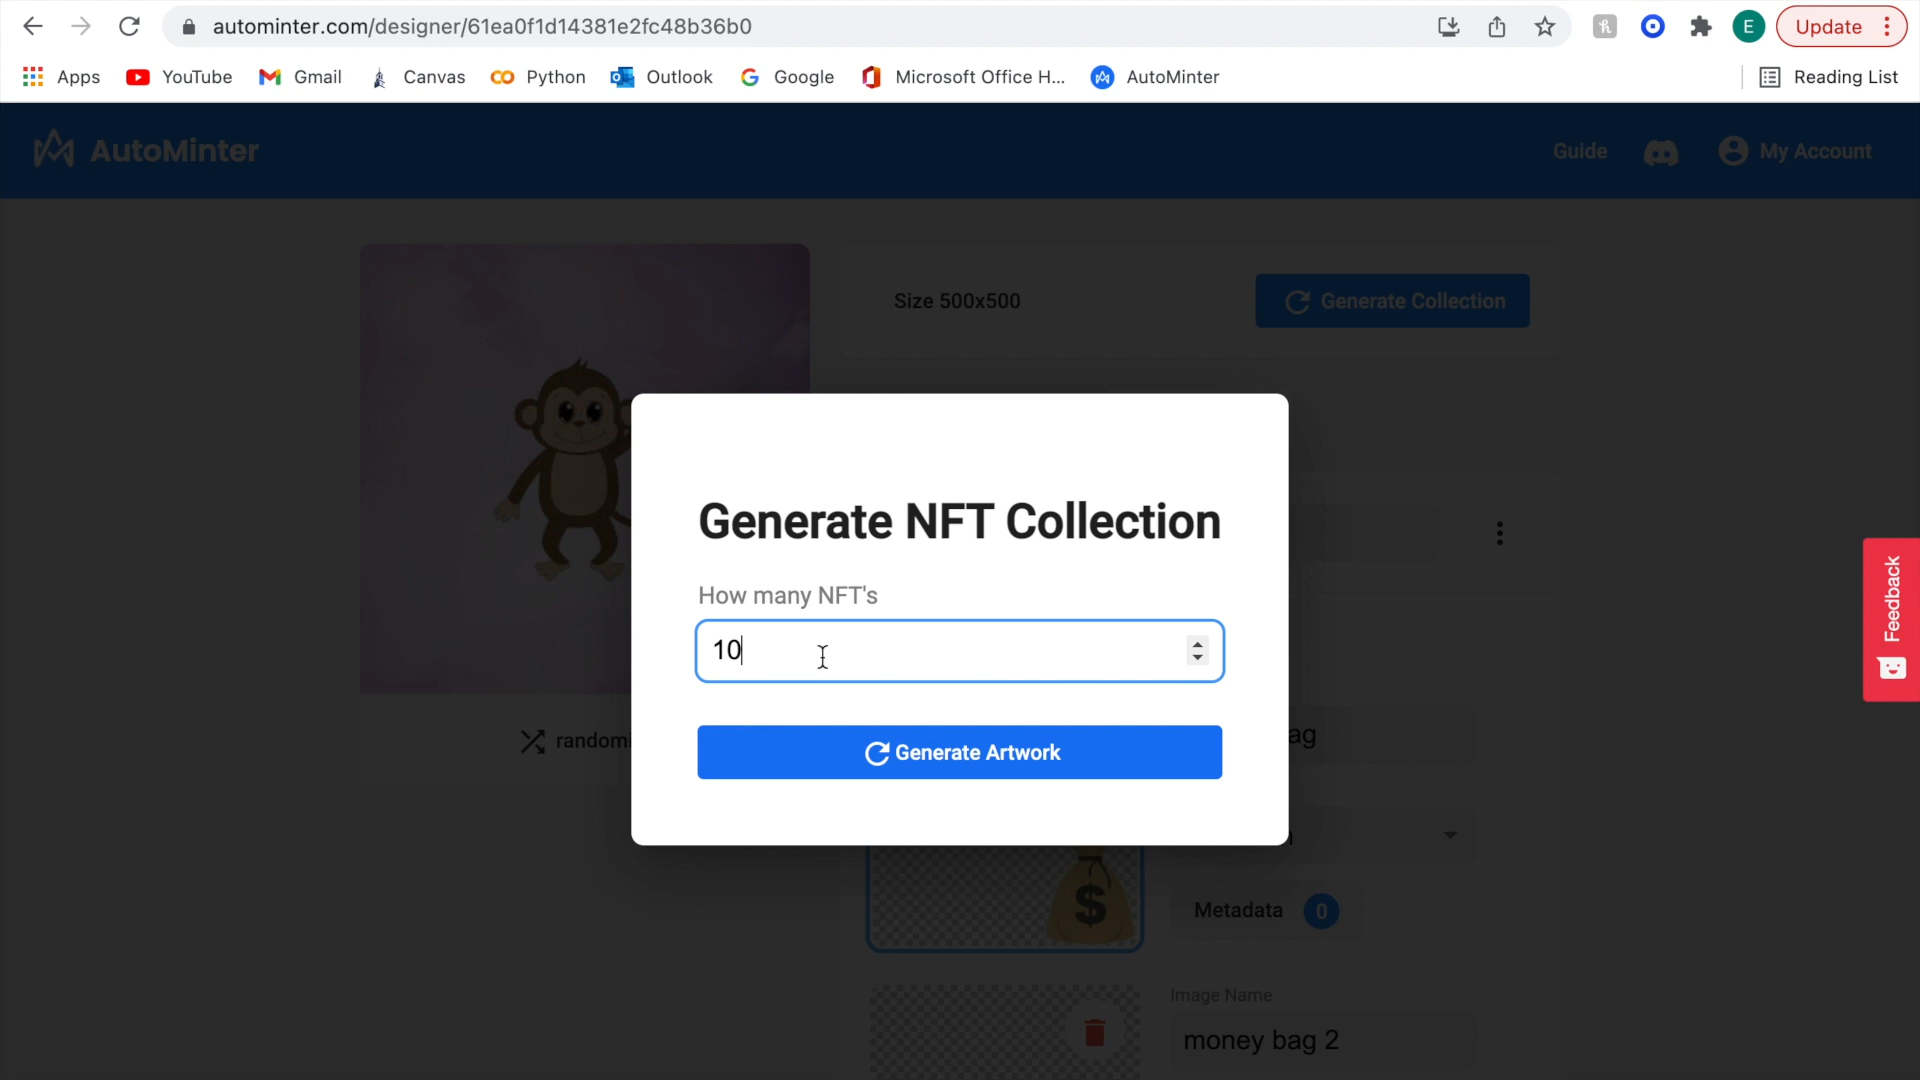 autominter.com/designer/61ea0f1d14381e2fc48b36b0
h
E
Update
Apps
YouTube
Gmail
Canvas
Python
Outlook
Google
Microsoft Office H...
AutoMinter
Reading List
AutoMinter
Guide
My Account
Size 500x500
Generate Collection
Generate NFT Collection
How many NFT's
10
Feedback
randomi
ag
Generate Artwork
$
Metadata 0
Image Name
money bag 2